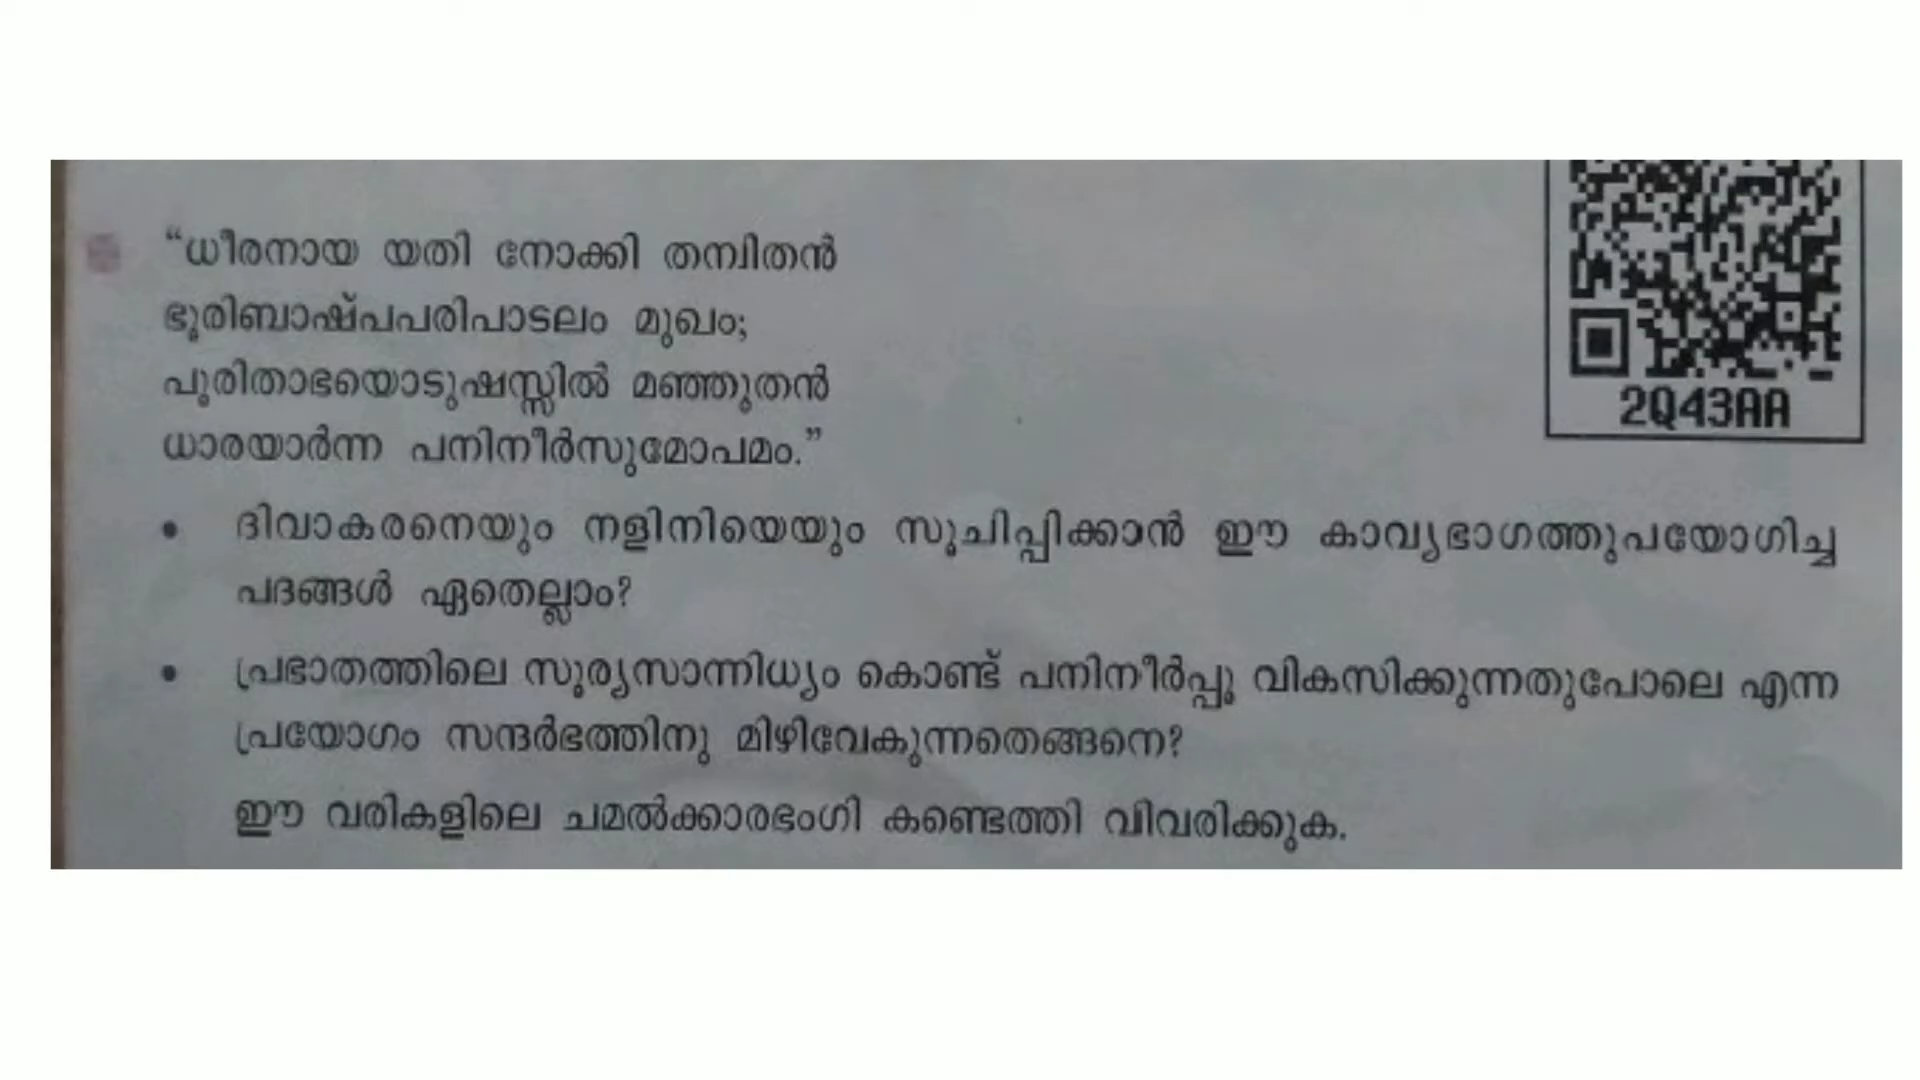 “ധീരനായ യതി നോക്കി തന്വിതൻ
ഭൂരിബാഷ്പപരിപാടലം മുഖം;
പൂരിതാഭയൊടുഷസ്സിൽ മഞ്ഞുതൻ
ധാരയാർന്ന പനിനീർസുമോപമം.”
2Q43AA
• ദിവാകരനെയും നളിനിയെയും സൂചിപ്പിക്കാൻ ഈ കാവ്യഭാഗത്തുപയോഗിച്ച
പദങ്ങൾ ഏതെല്ലാം?
• പ്രഭാതത്തിലെ സൂര്യസാന്നിധ്യം കൊണ്ട് പനിനീർപ്പൂ വികസിക്കുന്നതുപോലെ എന്ന
പ്രയോഗം സന്ദർഭത്തിനു മിഴിവേകുന്നതെങ്ങനെ?
ഈ വരികളിലെ ചമൽക്കാരഭംഗി കണ്ടെത്തി വിവരിക്കുക.